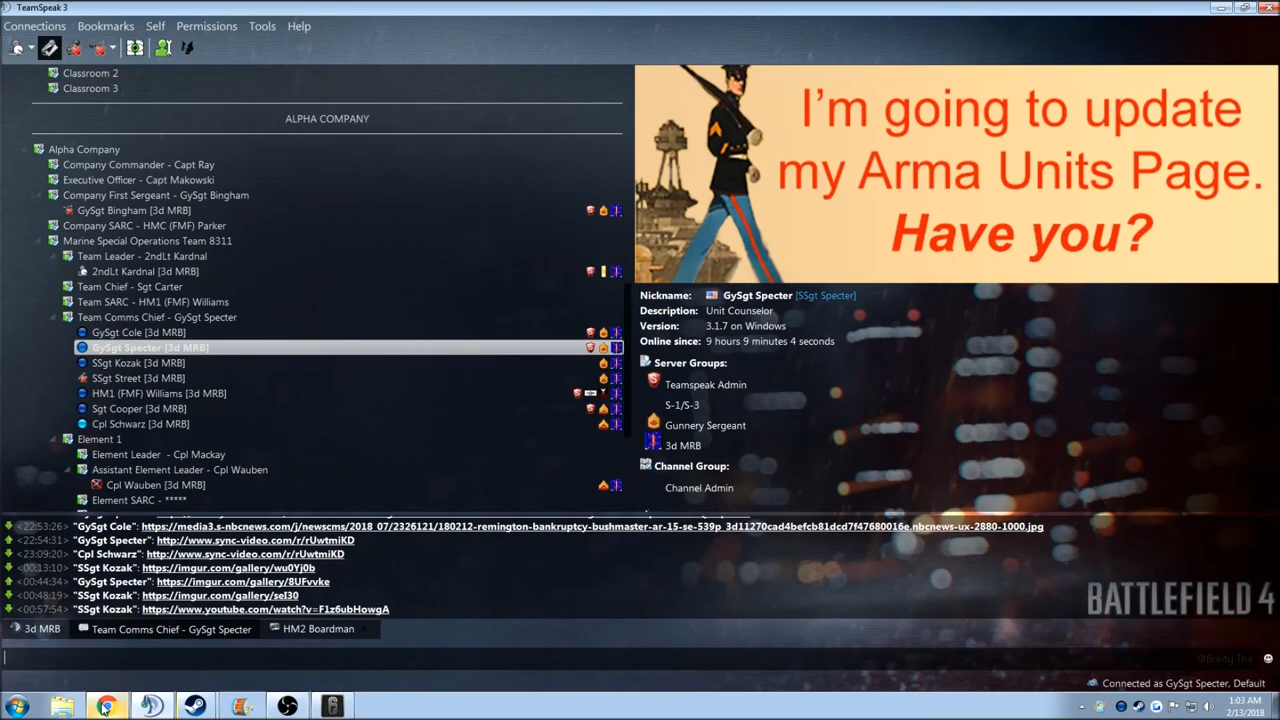 TeamSpeak 3
Connections Bookmarks Self Permissions Tools Help
Classroom 2
Classroom 3
ALPHA COMPANY
Alpha Company
Company Commander - Capt Ray
Executive Officer - Capt Makowski
Company First Sergeant - GySgt Bingham
GySgt Bingham [3d MRB]
Company SARC - HMC (FMF) Parker
Marine Special Operations Team 8311
Team Leader - 2ndLt Kardnal
2ndLt Kardnal [3d MRB]
Team Chief - Sgt Carter
Team SARC - HM1 (FMF) Williams
Team Comms Chief - GySgt Specter
GySgt Cole [3d MRB]
GySgt Specter [3d MRB]
SSgt Kozak [3d MRB]
SSgt Street [3d MRB]
HM1 (FMF) Williams [3d MRB]
Sgt Cooper [3d MRB]
Cpl Schwarz [3d MRB]
Element 1
Element Leader - Cpl Mackay
Assistant Element Leader - Cpl Wauben
Cpl Wauben [3d MRB]
Element SARC - *****
I'm going to update
my Arma Units Page.
Have you?
Nickname: GySgt Specter [SSgt Specter]
Description: Unit Counselor
Version: 3.1.7 on Windows
Online since: 9 hours 9 minutes 4 seconds
Server Groups:
Teamspeak Admin
S-1/S-3
Gunnery Sergeant
3d MRB
Channel Group:
Channel Admin
<22:53:26> "GySgt Cole": https://media3.s-nbcnews.com/j/newscms/2018_07/2326121/180212-remington-bankruptcy-bushmaster-ar-15-se-539p_3d11270cad4befcb81dcd7f47680016e.nbcnews-ux-2880-1000.jpg
<22:54:31> "GySgt Specter": http://www.sync-video.com/r/rUwtmiKD
<23:09:20> "Cpl Schwarz": http://www.sync-video.com/r/rUwtmiKD
<00:13:10> "SSgt Kozak": https://imgur.com/gallery/wu0Yj0b
<00:44:34> "GySgt Specter": https://imgur.com/gallery/8UFvvke
<00:48:19> "SSgt Kozak": https://imgur.com/gallery/seI30
<00:57:54> "SSgt Kozak": https://www.youtube.com/watch?v=F1z6ubHowgA
BATTLEFIELD 4
3d MRB Team Comms Chief - GySgt Specter HM2 Boardman
Connected as GySgt Specter, Default
1:03 AM
2/13/2018